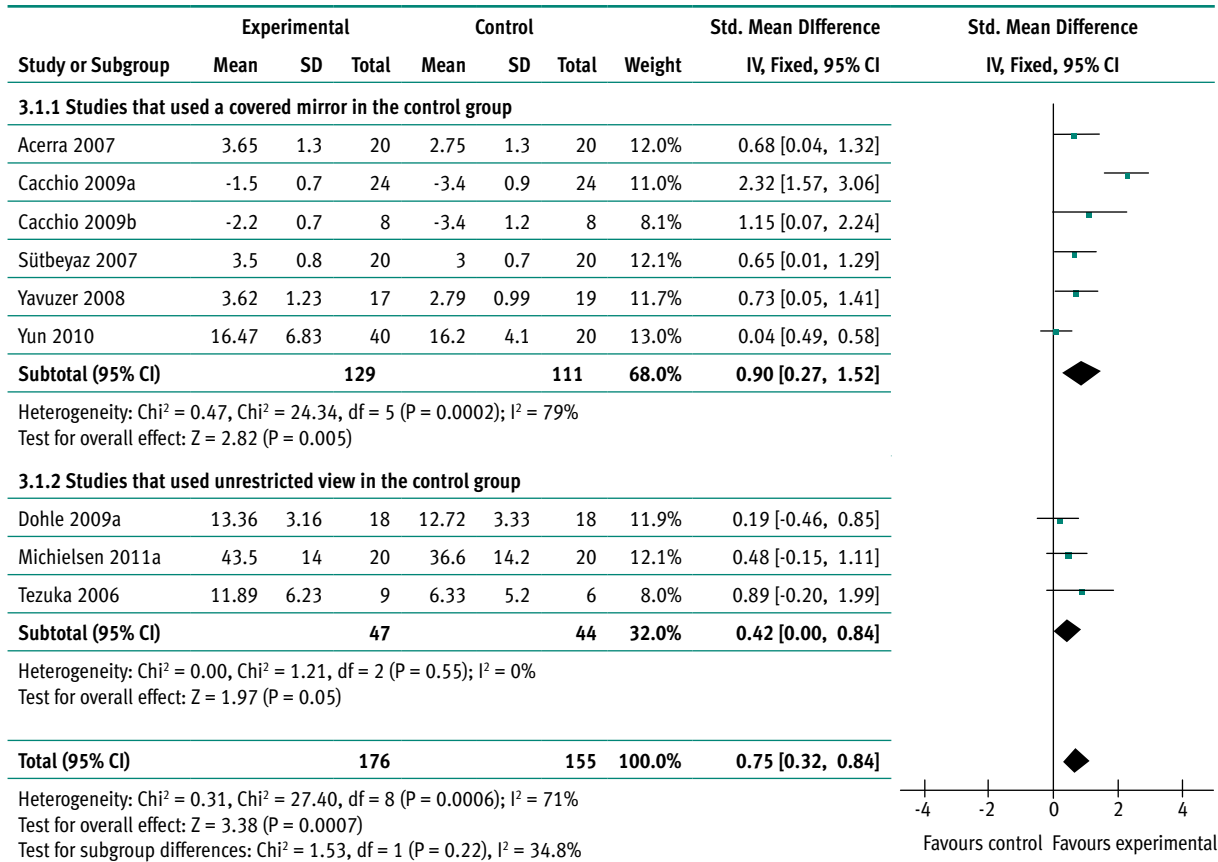 Experimental Control Std. Mean DIfference Std. Mean Difference
Study or Subgroup Mean SD Total Mean SD Total Weight IV, Fixed, 95% CI IV, Fixed, 95% CI
3.1.1 Studies that used a covered mirror in the control group
Acerra 2007 3.65 1.3 20 2.75 1.3 20 12.0% 0.68 [0.04, 1.32]
Cacchio 2009a -1.5 0.7 24 -3.4 0.9 24 11.0% 2.32 [1.57, 3.06]
Cacchio 2009b -2.2 0.7 8 -3.4 1.2 8 8.1% 1.15 [0.07, 2.24]
Sütbeyaz 2007 3.5 0.8 20 3 0.7 20 12.1% 0.65 [0.01, 1.29]
Yavuzer 2008 3.62 1.23 17 2.79 0.99 19 11.7% 0.73 [0.05, 1.41]
Yun 2010 16.47 6.83 40 16.2 4.1 20 13.0% 0.04 [0.49, 0.58]
Subtotal (95% CI) 129 111 68.0% 0.90 [0.27, 1.52]
Heterogeneity: Chi² = 0.47, Chi² = 24.34, df = 5 (P = 0.0002); I² = 79%
Test for overall effect: Z = 2.82 (P = 0.005)
3.1.2 Studies that used unrestricted view in the control group
Dohle 2009a 13.36 3.16 18 12.72 3.33 18 11.9% 0.19 [-0.46, 0.85]
Michielsen 2011a 43.5 14 20 36.6 14.2 20 12.1% 0.48 [-0.15, 1.11]
Tezuka 2006 11.89 6.23 9 6.33 5.2 6 8.0% 0.89 [-0.20, 1.99]
Subtotal (95% CI) 47 44 32.0% 0.42 [0.00, 0.84]
Heterogeneity: Chi² = 0.00, Chi² = 1.21, df = 2 (P = 0.55); I² = 0%
Test for overall effect: Z = 1.97 (P = 0.05)
Total (95% CI) 176 155 100.0% 0.75 [0.32, 0.84]
Heterogeneity: Chi² = 0.31, Chi² = 27.40, df = 8 (P = 0.0006); I² = 71%
Test for overall effect: Z = 3.38 (P = 0.0007)
Test for subgroup differences: Chi² = 1.53, df = 1 (P = 0.22), I² = 34.8%
-4 -2 0 2 4
Favours control Favours experimental